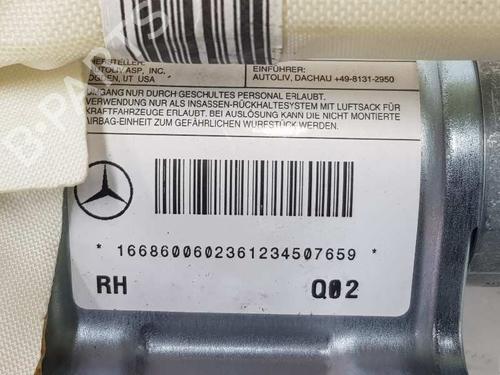 HERSTELLER:
AUTOLIV ASP, INC.
OGDEN, UT USA
EINFÜHRER:
AUTOLIV, DACHAU +49-8131-2950
UMGANG NUR DURCH GESCHULTES PERSONAL ERLAUBT.
VERWENDUNG NUR ALS INSASSEN-RÜCKHALTESYSTEM MIT LUFTSACK FÜR
KRAFTFAHRZEUGE ERLAUBT. BEI AUSLÖSUNG KANN DIE NICHT MONTIERTE
AIRBAG-EINHEIT ZUM GEFÄHRLICHEN WURFSTÜCK WERDEN.
* 1668600602361234507659 *
RH Q02